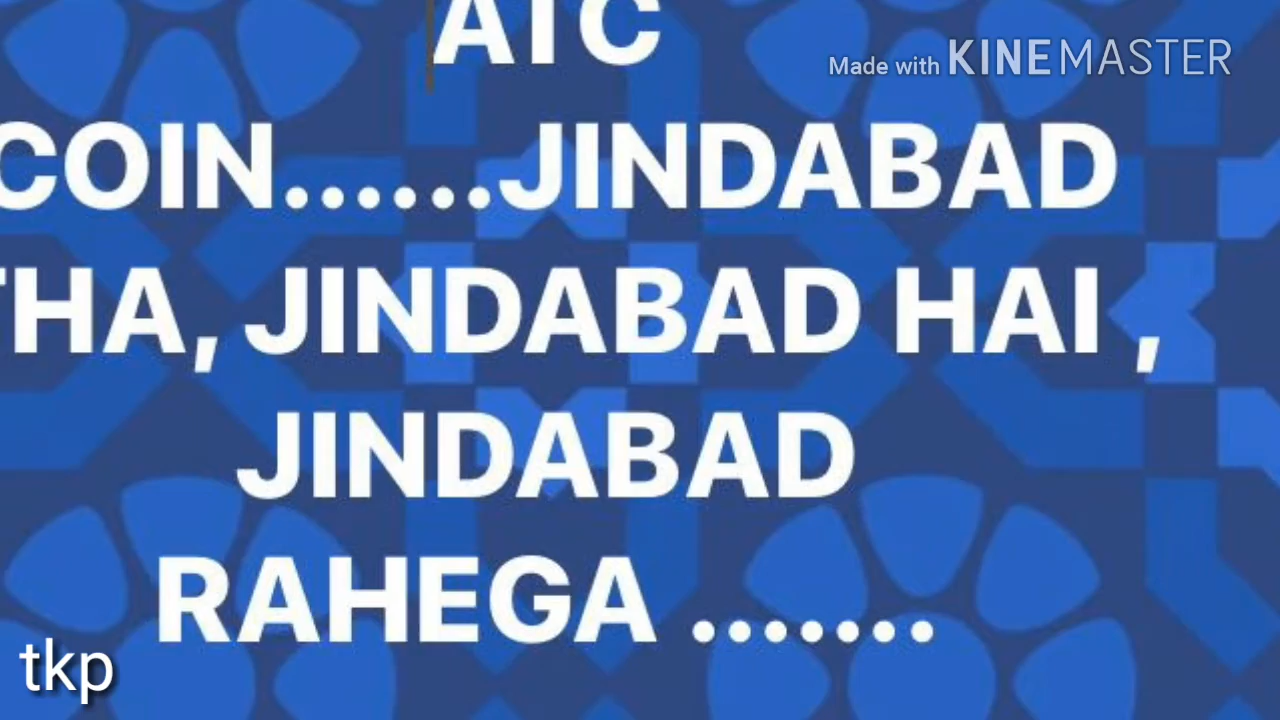 ATC
Made with KINEMASTER
COIN......JINDABAD
THA, JINDABAD HAI ,
JINDABAD
RAHEGA .......
tkp